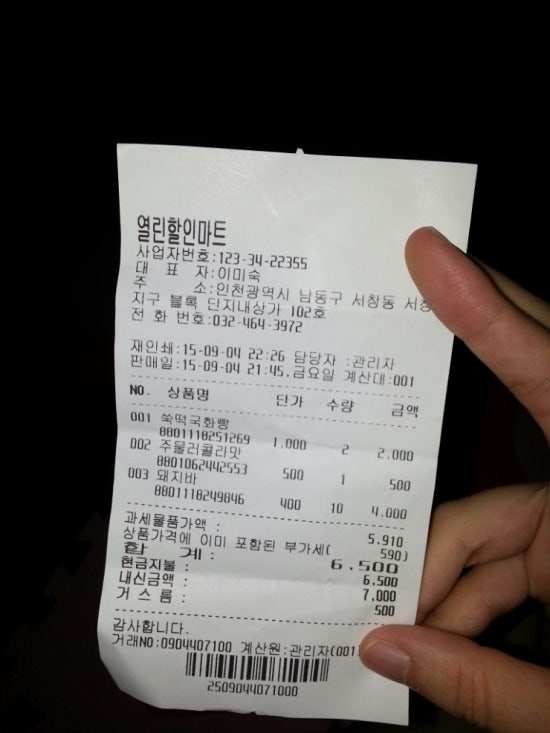 열린할인마트
사업자번호:123-34-22355
대 표 자:이미숙
주 소:인천광역시 남동구 서창동 서창
지구 블록 단지내상가 102호
전 화 번호:032-464-3972
재인쇄:15-09-04 22:26 담당자 :관리자
판매일:15-09-04 21:45,금요일 계산대:001
NO. 상품명 단가 수량 금액
001 쑥떡국화빵
8801118251269 1,000 2 2,000
002 주물러콜라맛
8801062442553 500 1 500
003 돼지바
8801118249846 400 10 4,000
과세물품가액 : 5,910
상품가격에 이미 포함된 부가세( 590)
합 계 : 6,500
현금지불 : 6,500
내신금액 : 7,000
거 스 름 : 500
감사합니다.
거래NO:0904407100 계산원:관리자(001)
2509044071000